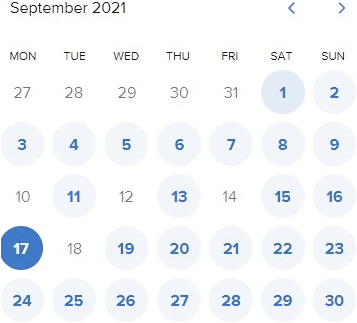 September 2021
MON TUE WED THU FRI SAT SUN
27 28 29 30 31 1 2
3 4 5 6 7 8 9
10 11 12 13 14 15 16
17 18 19 20 21 22 23
24 25 26 27 28 29 30